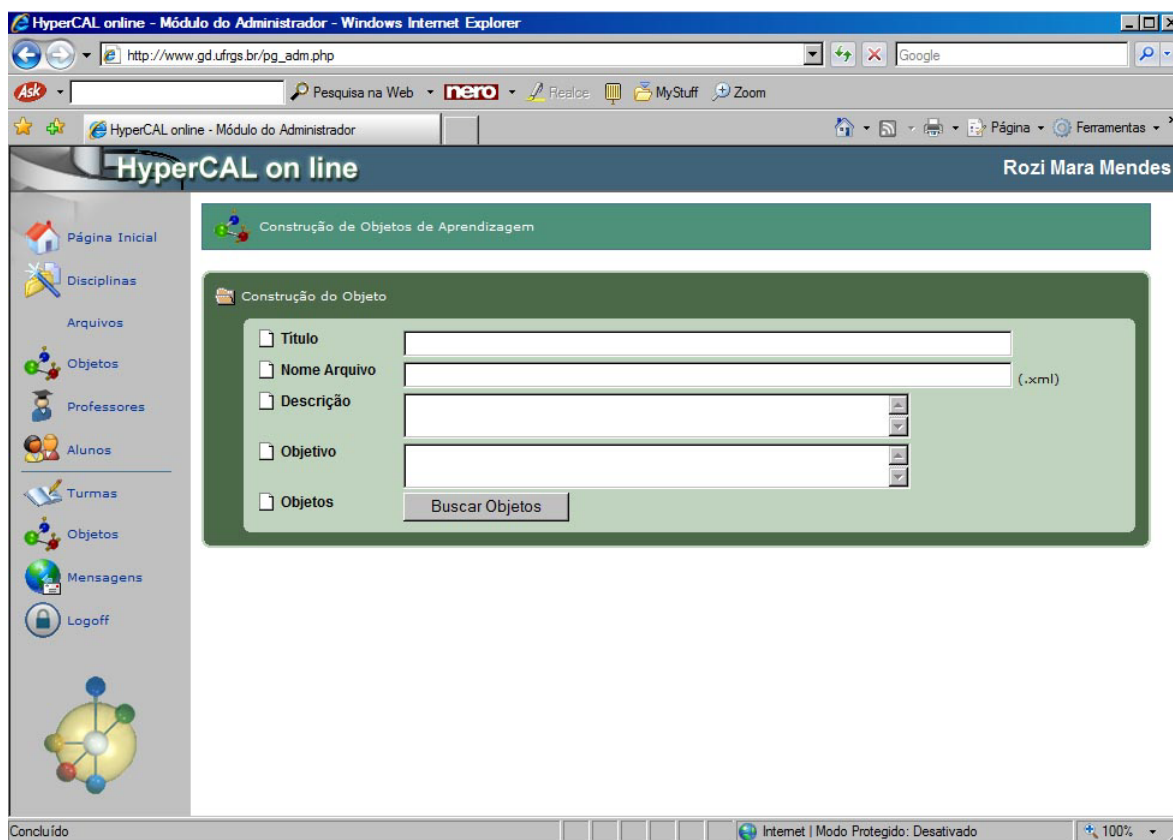 HyperCAL online - Módulo do Administrador - Windows Internet Explorer
http://www.gd.ufrgs.br/pg_adm.php
Google
Ask
Pesquisa na Web
nero
Realce
MyStuff
Zoom
HyperCAL online - Módulo do Administrador
Página
Ferramentas
HyperCAL on line
Rozi Mara Mendes
Página Inicial
Disciplinas
Arquivos
Objetos
Professores
Alunos
Turmas
Objetos
Mensagens
Logoff
Construção de Objetos de Aprendizagem
Construção do Objeto
Título
Nome Arquivo
(.xml)
Descrição
Objetivo
Objetos
Buscar Objetos
Concluído
Internet | Modo Protegido: Desativado
100%